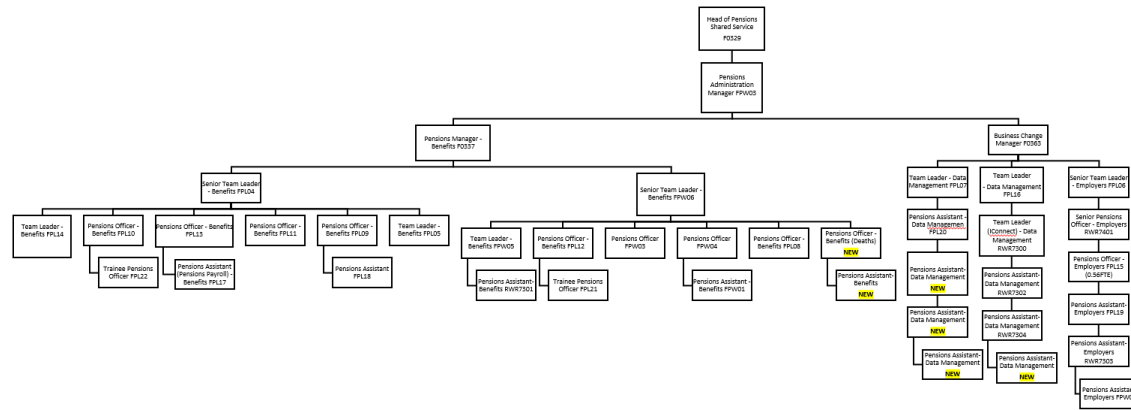 Head of Pensions
Shared Service
F0329
Pensions
Administration
Manager FPW03
Pensions Manager -
Benefits F0337
Business Change
Manager F0363
Senior Team Leader
- Benefits FPL04
Senior Team Leader -
Benefits FPW06
Team Leader - Data
Management FPL07
Team Leader
- Data Management
FPL16
Senior Team Leader
- Employers FPL06
Team Leader -
Benefits FPL14
Pensions Officer -
Benefits FPL10
Pensions Officer - Benefits
FPL13
Pensions Officer -
Benefits FPL11
Pensions Officer -
Benefits FPL09
Team Leader -
Benefits FPL05
Team Leader -
Benefits FPW05
Pensions Officer -
Benefits FPL12
Pensions Officer
FPW03
Pensions Officer
FPW04
Pensions Officer -
Benefits FPL08
Pensions Officer -
Benefits (Deaths)
NEW
Pensions Assistant -
Data Managemen
FPL20
Team Leader
(IConnect) - Data
Management
RWR7300
Senior Pensions
Officer - Employers
RWR7401
Trainee Pensions
Officer FPL22
Pensions Assistant
(Pensions Payroll) -
Benefits FPL17
Pensions Assistant
FPL18
Pensions Assistant-
Benefits RWR7301
Trainee Pensions
Officer FPL21
Pensions Assistant
- Benefits FPW01
Pensions Assistant-
Benefits
NEW
Pensions Assistant-
Data Management
NEW
Pensions Assistant-
Data Management
RWR7302
Pensions Officer -
Employers FPL15
(0.56FTE)
Pensions Assistant-
Data Management
NEW
Pensions Assistant-
Data Management
RWR7304
Pensions Assistant-
Employers FPL19
Pensions Assistant
-Data Management
NEW
Pensions Assistant-
Data Management
NEW
Pensions Assistant-
Employers
RWR7303
Pensions Assistan
Employers FPW0